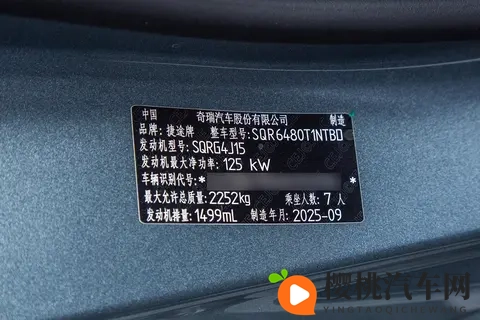 中国 奇瑞汽车股份有限公司 制造
品牌：捷途牌 整车型号：SQR6480T1NTBD
发动机型号：SQRG4J15
发动机最大净功率：125 kW
车辆识别代号：* *
最大允许总质量：2252kg 乘坐人数：7 人
发动机排量：1499mL 制造年月：2025-09
樱桃汽车网
YINGTAOQICHEWANG